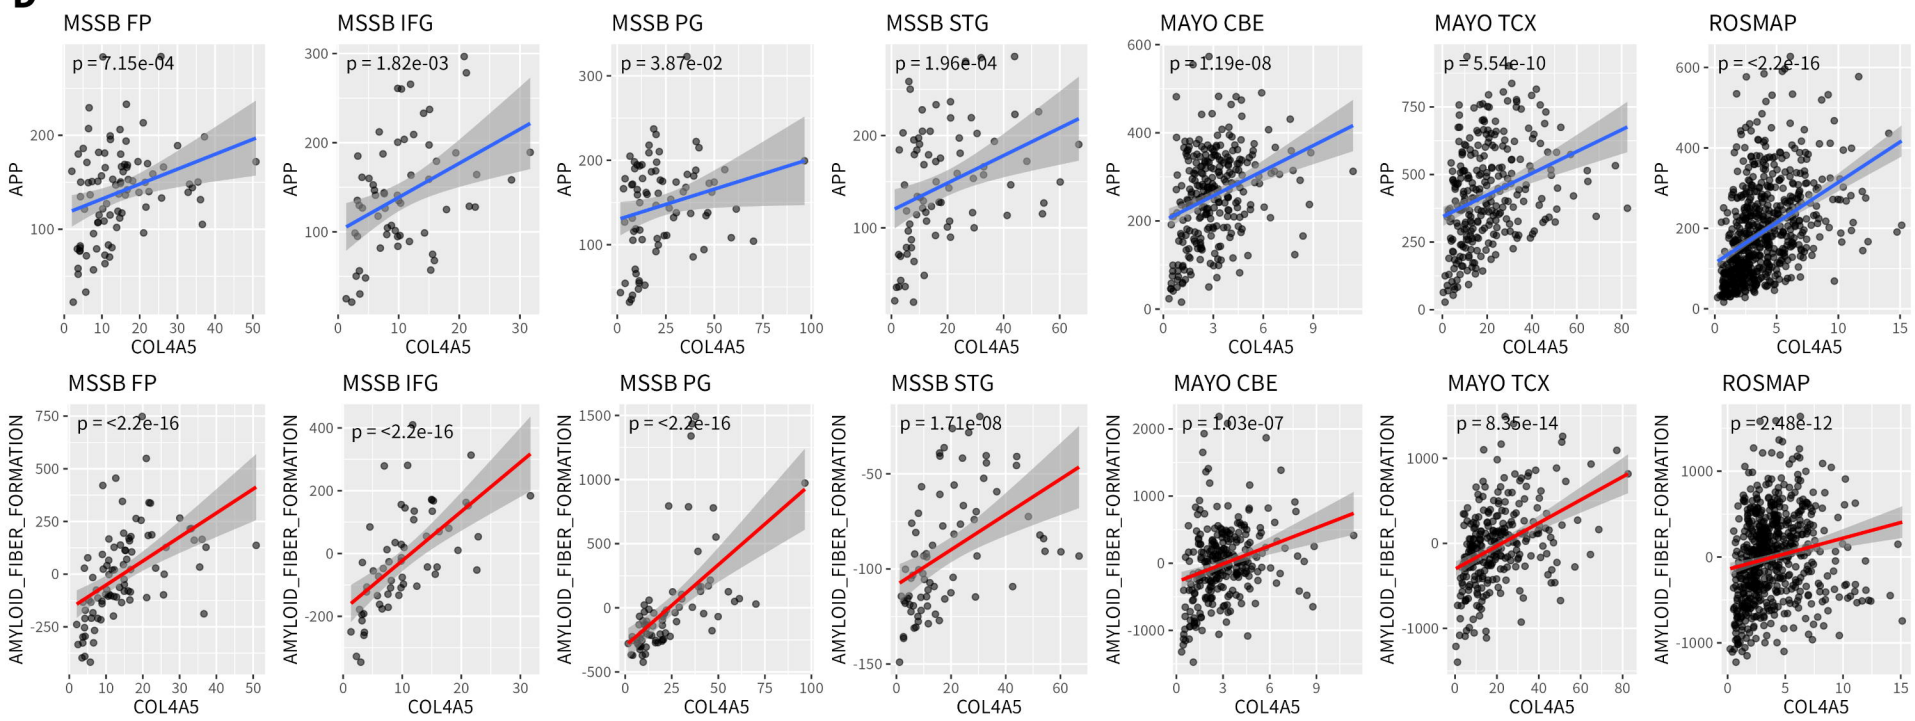 D
MSSB FP MSSB IFG MSSB PG MSSB STG MAYO CBE MAYO TCX ROSMAP
p = 7.15e-04 p = 1.82e-03 p = 3.87e-02 p = 1.96e-04 p = 1.19e-08 p = 5.54e-10 p = <2.2e-16
APP APP APP APP APP APP APP
200 100
300 200 100
300 200 100
200 100
600 400 200 0
750 500 250 0
600 400 200 0
0 10 20 30 40 50 0 10 20 30 0 25 50 75 100 0 20 40 60 0 3 6 9 0 20 40 60 80 0 5 10 15
COL4A5 COL4A5 COL4A5 COL4A5 COL4A5 COL4A5 COL4A5
MSSB FP MSSB IFG MSSB PG MSSB STG MAYO CBE MAYO TCX ROSMAP
p = <2.2e-16 p = <2.2e-16 p = <2.2e-16 p = 1.71e-08 p = 1.03e-07 p = 8.35e-14 p = 2.48e-12
AMYLOID_FIBER_FORMATION AMYLOID_FIBER_FORMATION AMYLOID_FIBER_FORMATION AMYLOID_FIBER_FORMATION AMYLOID_FIBER_FORMATION AMYLOID_FIBER_FORMATION AMYLOID_FIBER_FORMATION
750 500 250 0 -250
400 200 0 -200
1500 1000 500 0 -500
-50 -100 -150
2000 1000 0 -1000
1000 0 -1000
1000 0 -1000
0 10 20 30 40 50 0 10 20 30 0 25 50 75 100 0 20 40 60 0 3 6 9 0 20 40 60 80 0 5 10 15
COL4A5 COL4A5 COL4A5 COL4A5 COL4A5 COL4A5 COL4A5